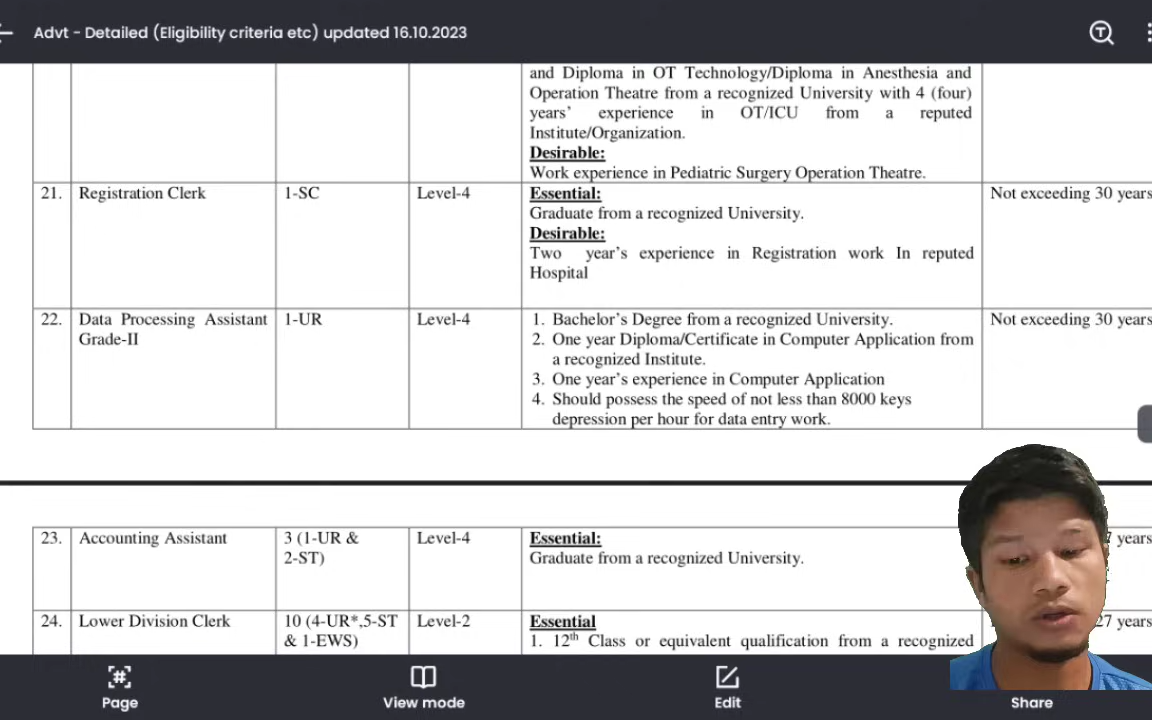 Advt - Detailed (Eligibility criteria etc) updated 16.10.2023
and Diploma in OT Technology/Diploma in Anesthesia and
Operation Theatre from a recognized University with 4 (four)
years’ experience in OT/ICU from a reputed
Institute/Organization.
Desirable:
Work experience in Pediatric Surgery Operation Theatre.
21. Registration Clerk 1-SC Level-4 Essential: Not exceeding 30 years
Graduate from a recognized University.
Desirable:
Two year’s experience in Registration work In reputed
Hospital
22. Data Processing Assistant 1-UR Level-4 1. Bachelor’s Degree from a recognized University. Not exceeding 30 years
Grade-II 2. One year Diploma/Certificate in Computer Application from
a recognized Institute.
3. One year’s experience in Computer Application
4. Should possess the speed of not less than 8000 keys
depression per hour for data entry work.
23. Accounting Assistant 3 (1-UR & Level-4 Essential: years
2-ST) Graduate from a recognized University.
24. Lower Division Clerk 10 (4-UR*,5-ST Level-2 Essential 27 years
& 1-EWS) 1. 12th Class or equivalent qualification from a recognized
Page View mode Edit Share